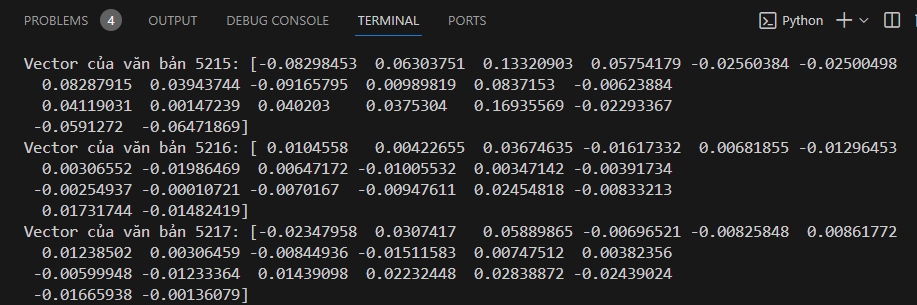 PROBLEMS 4 OUTPUT DEBUG CONSOLE TERMINAL PORTS Python
Vector của văn bản 5215: [-0.08298453 0.06303751 0.13320903 0.05754179 -0.02560384 -0.02500498
0.08287915 0.03943744 -0.09165795 0.00989819 0.0837153 -0.00623884
0.04119031 0.00147239 0.040203 0.0375304 0.16935569 -0.02293367
-0.0591272 -0.06471869]
Vector của văn bản 5216: [ 0.0104558 0.00422655 0.03674635 -0.01617332 0.00681855 -0.01296453
0.00306552 -0.01986469 0.00647172 -0.01005532 0.00347142 -0.00391734
-0.00254937 -0.00010721 -0.0070167 -0.00947611 0.02454818 -0.00833213
0.01731744 -0.01482419]
Vector của văn bản 5217: [-0.02347958 0.0307417 0.05889865 -0.00696521 -0.00825848 0.00861772
0.01238502 0.00306459 -0.00844936 -0.01511583 0.00747512 0.00382356
-0.00599948 -0.01233364 0.01439098 0.02232448 0.02838872 -0.02439024
-0.01665938 -0.00136079]